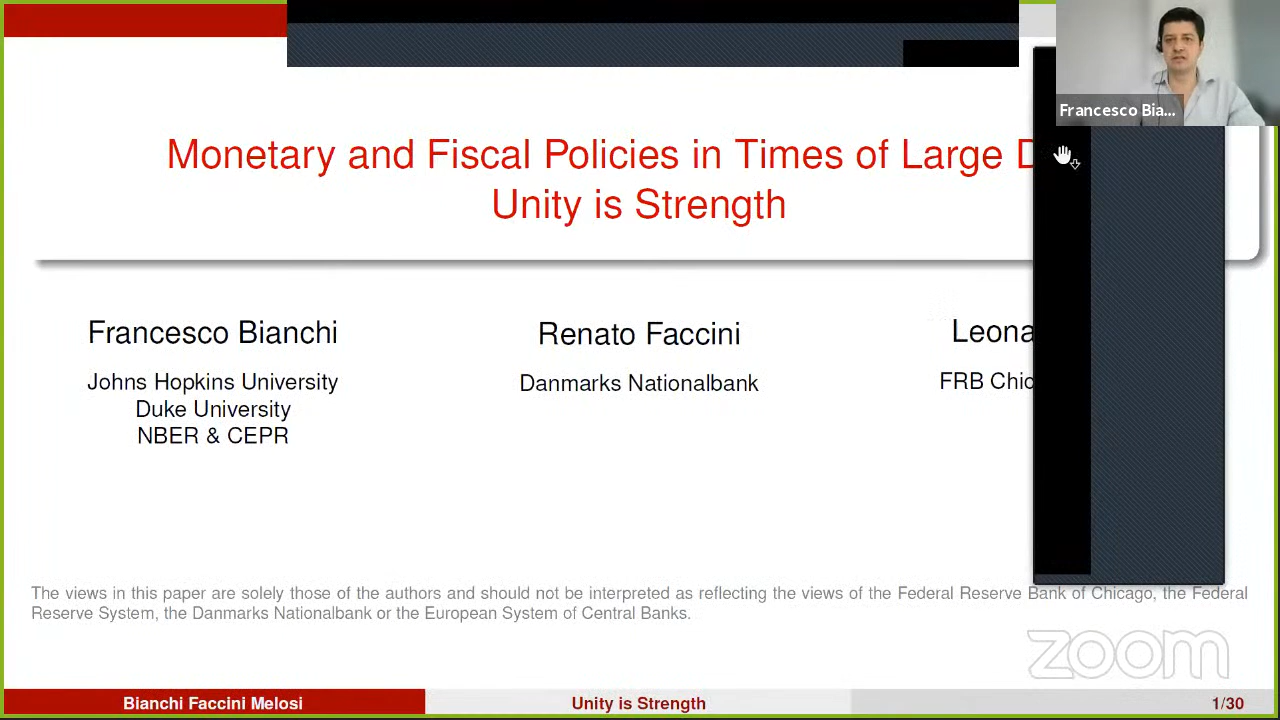 Francesco Bia...
Monetary and Fiscal Policies in Times of Large
Unity is Strength
Francesco Bianchi
Renato Faccini
Leona
Johns Hopkins University
Danmarks Nationalbank
FRB Chic
Duke University
NBER & CEPR
The views in this paper are solely those of the authors and should not be interpreted as reflecting the views of the Federal Reserve Bank of Chicago, the Federal
Reserve System, the Danmarks Nationalbank or the European System of Central Banks.
zoom
Bianchi Faccini Melosi
Unity is Strength
1/30